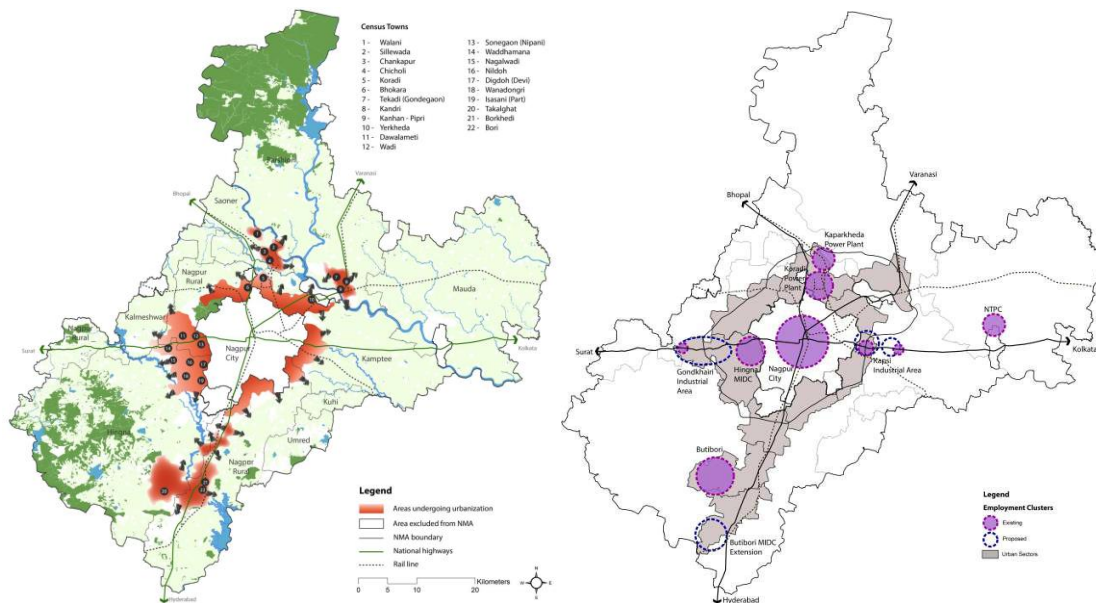 Census Towns
1 - Walani
2 - Sillewada
3 - Chankapur
4 - Chicholi
5 - Koradi
6 - Bhokara
7 - Tekadi (Gondegaon)
8 - Kandri
9 - Kanhan - Pipri
10 - Yerkheda
11 - Dawalameti
12 - Wadi
13 - Sonegaon (Nipani)
14 - Waddhamana
15 - Nagalwadi
16 - Nildoh
17 - Digdoh (Devi)
18 - Wanadongri
19 - Isasani (Part)
20 - Takalghat
21 - Borkhedi
22 - Bori
Varanasi
Bhopal
Saoner
Nagpur
Rural
Mauda
Kalmeshwar
Nagpur
Rural
Nagpur
City
Surat
Kolkata
Kamptee
Kuhi
Hingna
Umred
Nagpur
Rural
Hyderabad
Legend
Areas undergoing urbanization
Area excluded from NMA
NMA boundary
National highways
Rail line
Kilometers
0 5 10 20
N
W
E
S
Varanasi
Bhopal
Kaparkheda
Power Plant
Koradi
Power
Plant
NTPC
Surat
Kolkata
Gondkhairi
Industrial
Area
Hingna
MIDC
Nagpur
City
Kapsi
Industrial Area
Butibori
Butibori MIDC
Extension
Hyderabad
Legend
Employment Clusters
Existing
Proposed
Urban Sectors